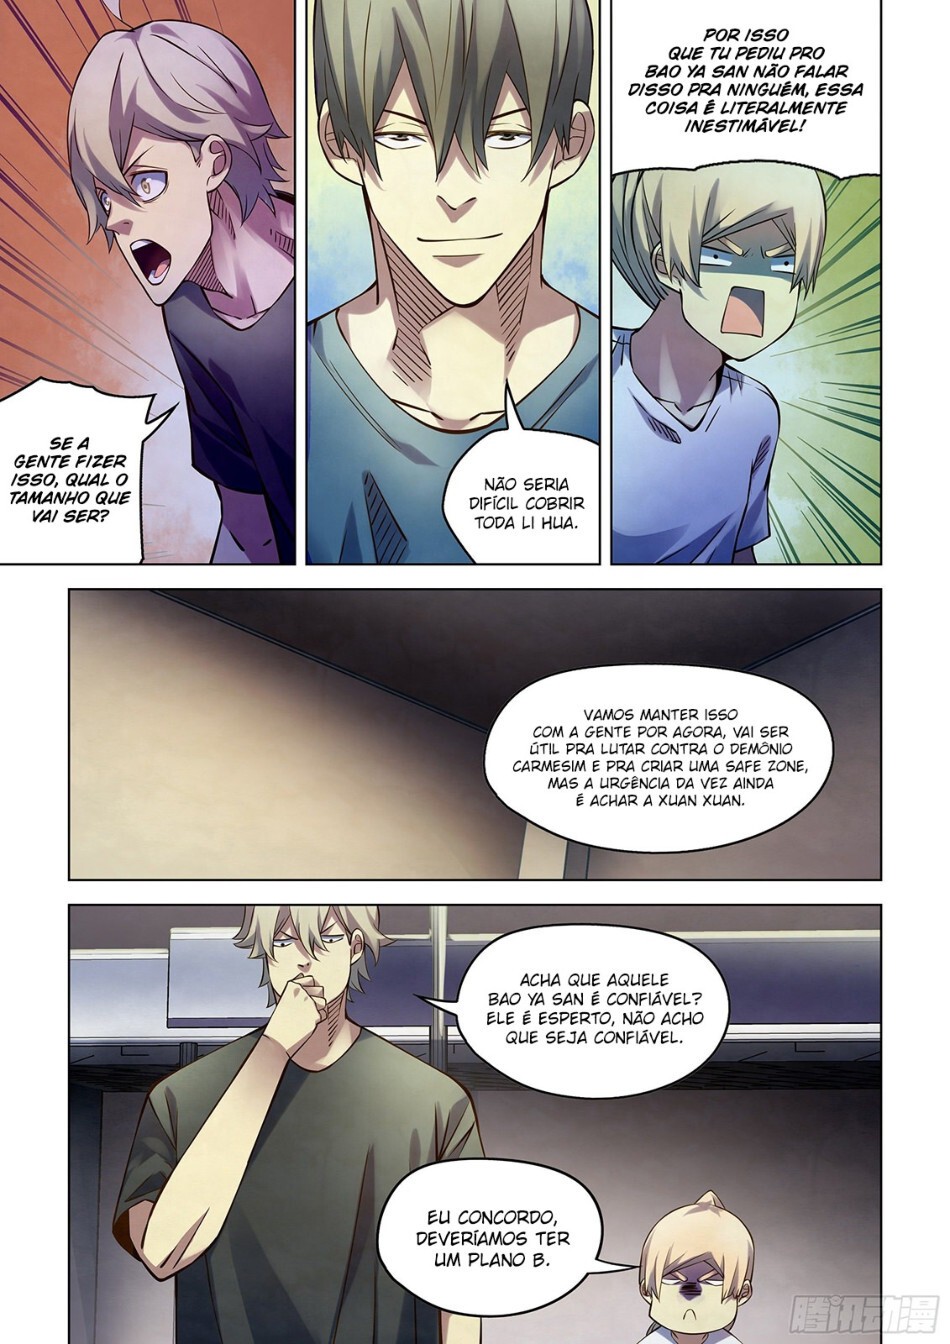 SE A
GENTE FIZER
ISSO, QUAL O
TAMANHO QUE
VAI SER?
NÃO SERIA
DIFÍCIL COBRIR
TODA LI HUA.
POR ISSO
QUE TU PEDIU PRO
BAO YA SAN NÃO FALAR
DISSO PRA NINGUÉM, ESSA
COISA É LITERALMENTE
INESTIMÁVEL!
VAMOS MANTER ISSO
COM A GENTE POR AGORA, VAI SER
ÚTIL PRA LUTAR CONTRA O DEMÔNIO
CARMESIM E PRA CRIAR UMA SAFE ZONE,
MAS A URGÊNCIA DA VEZ AINDA
É ACHAR A XUAN XUAN.
ACHA QUE AQUELE
BAO YA SAN É CONFIÁVEL?
ELE É ESPERTO, NÃO ACHO
QUE SEJA CONFIÁVEL.
EU CONCORDO,
DEVERÍAMOS TER
UM PLANO B.
腾讯动漫